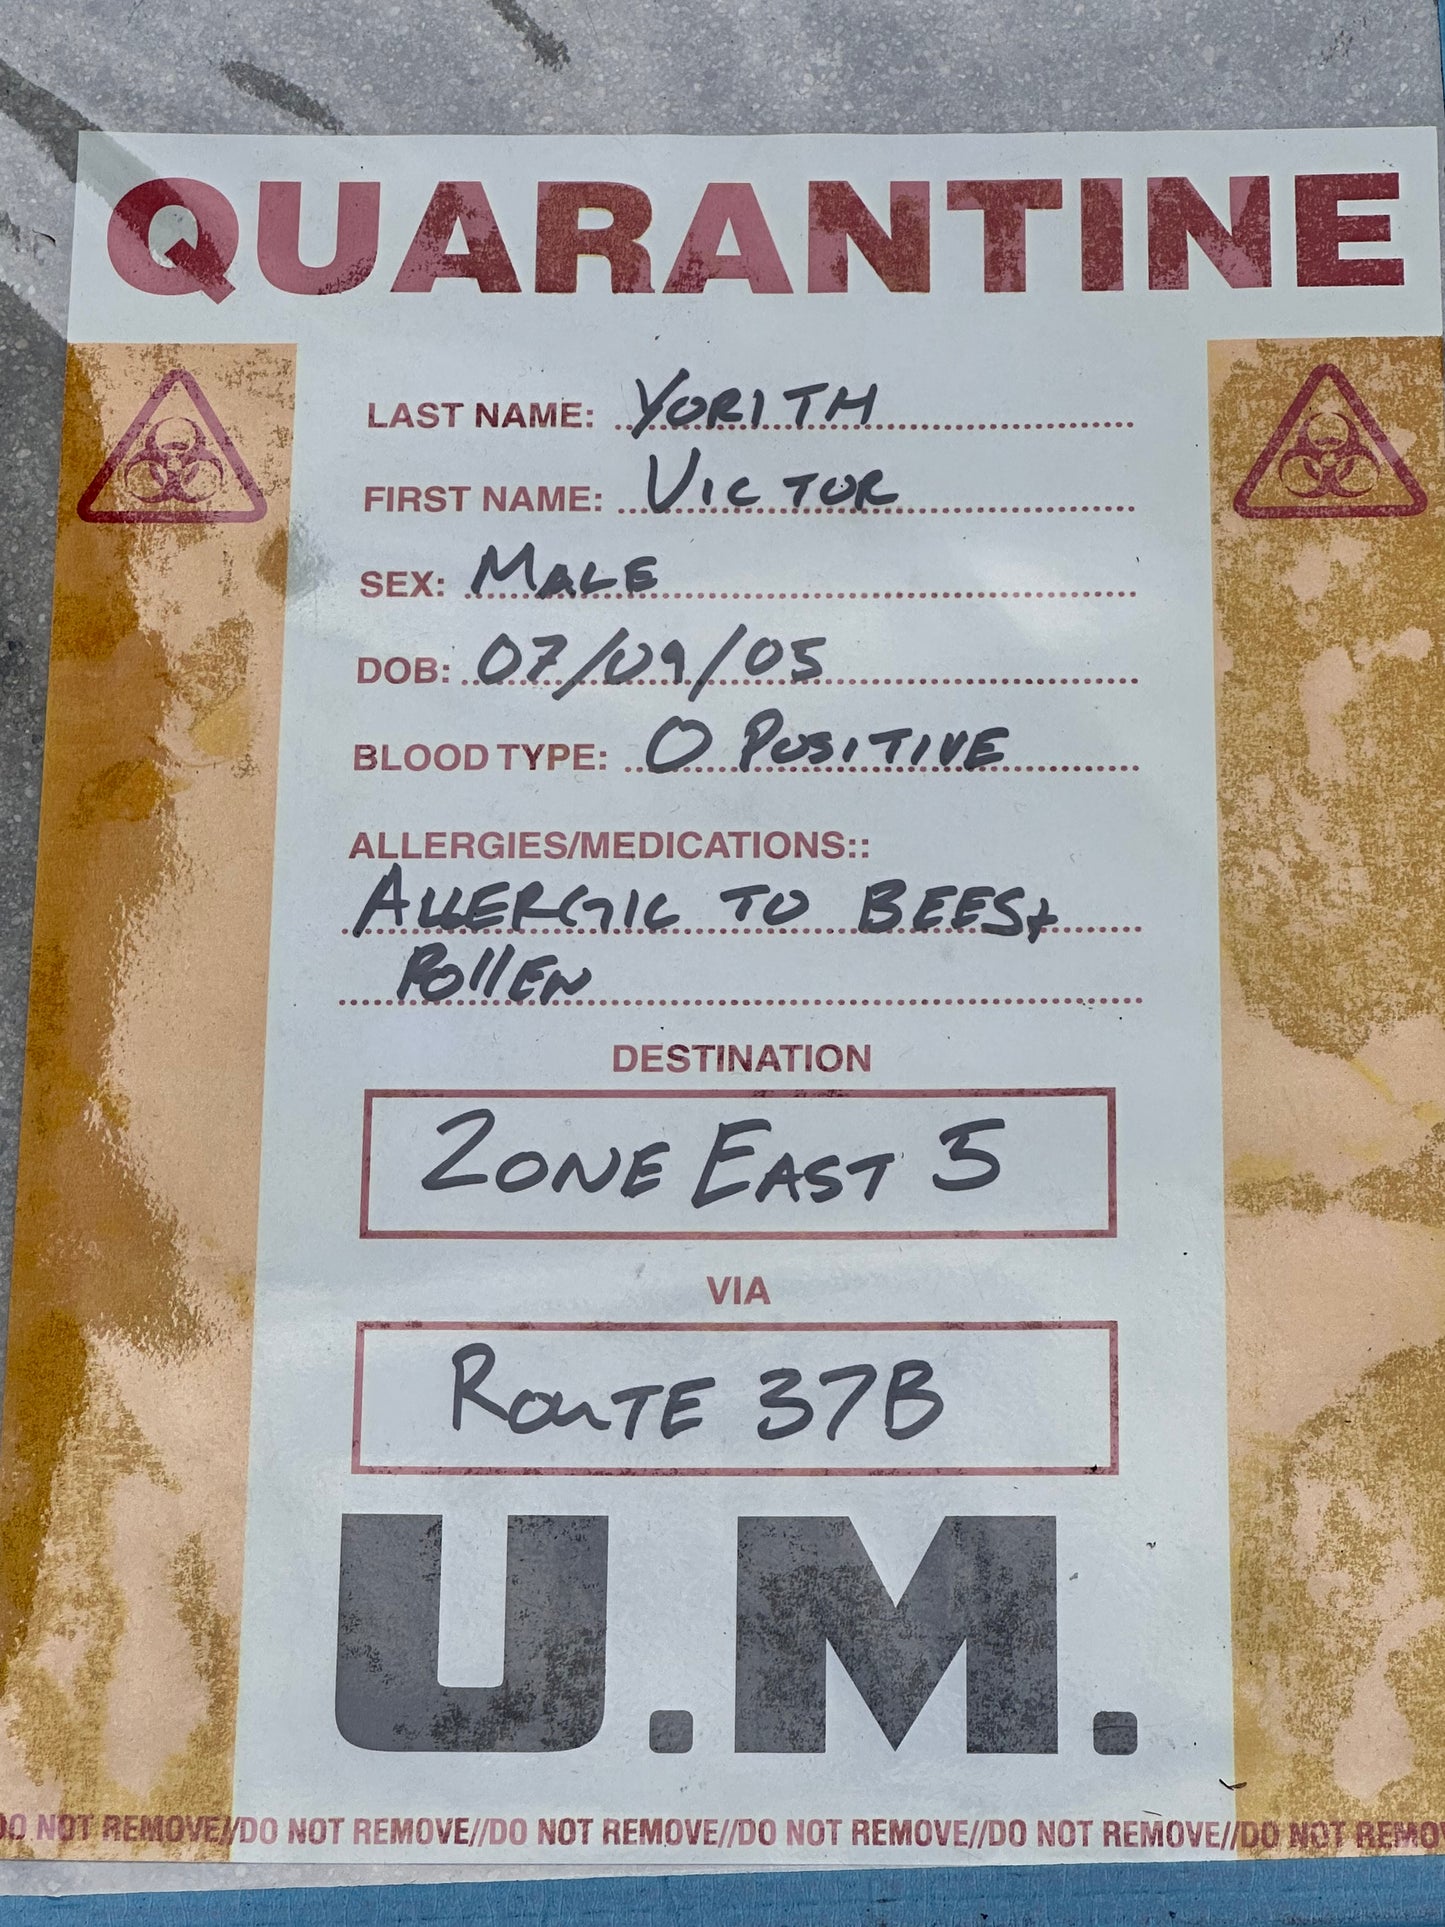 QUARANTINE
LAST NAME: YORITH
FIRST NAME: VICTOR
SEX: MALE
DOB: 07/09/05
BLOOD TYPE: O POSITIVE
ALLERGIES/MEDICATIONS::
ALLERGIC TO BEES +
POllEN
DESTINATION
ZONE EAST 5
VIA
ROUTE 37B
U.M.
DO NOT REMOVE//DO NOT REMOVE//DO NOT REMOVE//DO NOT REMOVE//DO NOT REMOVE//DO NOT REMO